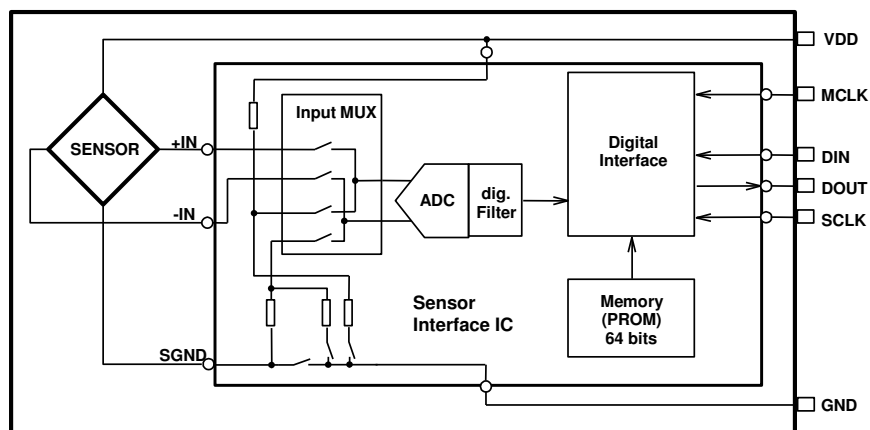 VDD
MCLK
Input MUX
+IN
SENSOR
Digital
Interface
DIN
ADC
dig.
Filter
DOUT
-IN
SCLK
Sensor
Interface IC
Memory
(PROM)
64 bits
SGND
GND